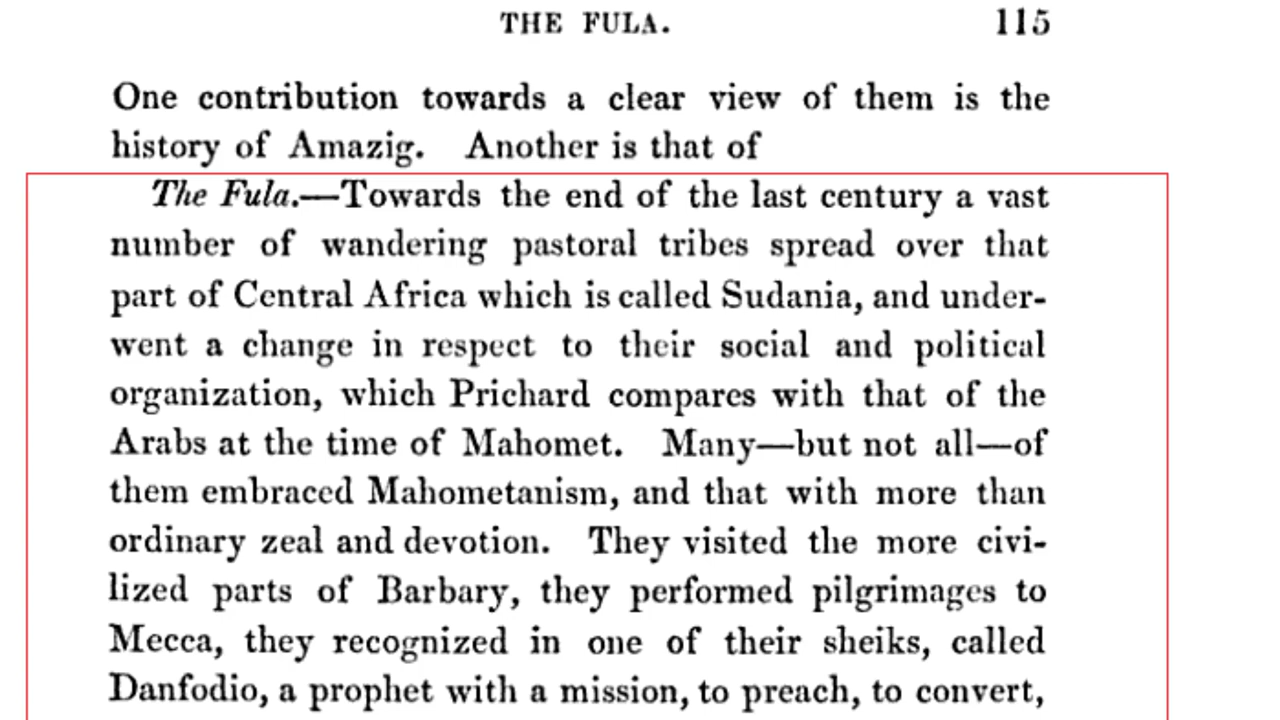 THE FULA. 115
One contribution towards a clear view of them is the
history of Amazig. Another is that of
The Fula.—Towards the end of the last century a vast
number of wandering pastoral tribes spread over that
part of Central Africa which is called Sudania, and under-
went a change in respect to their social and political
organization, which Prichard compares with that of the
Arabs at the time of Mahomet. Many—but not all—of
them embraced Mahometanism, and that with more than
ordinary zeal and devotion. They visited the more civi-
lized parts of Barbary, they performed pilgrimages to
Mecca, they recognized in one of their sheiks, called
Danfodio, a prophet with a mission, to preach, to convert,